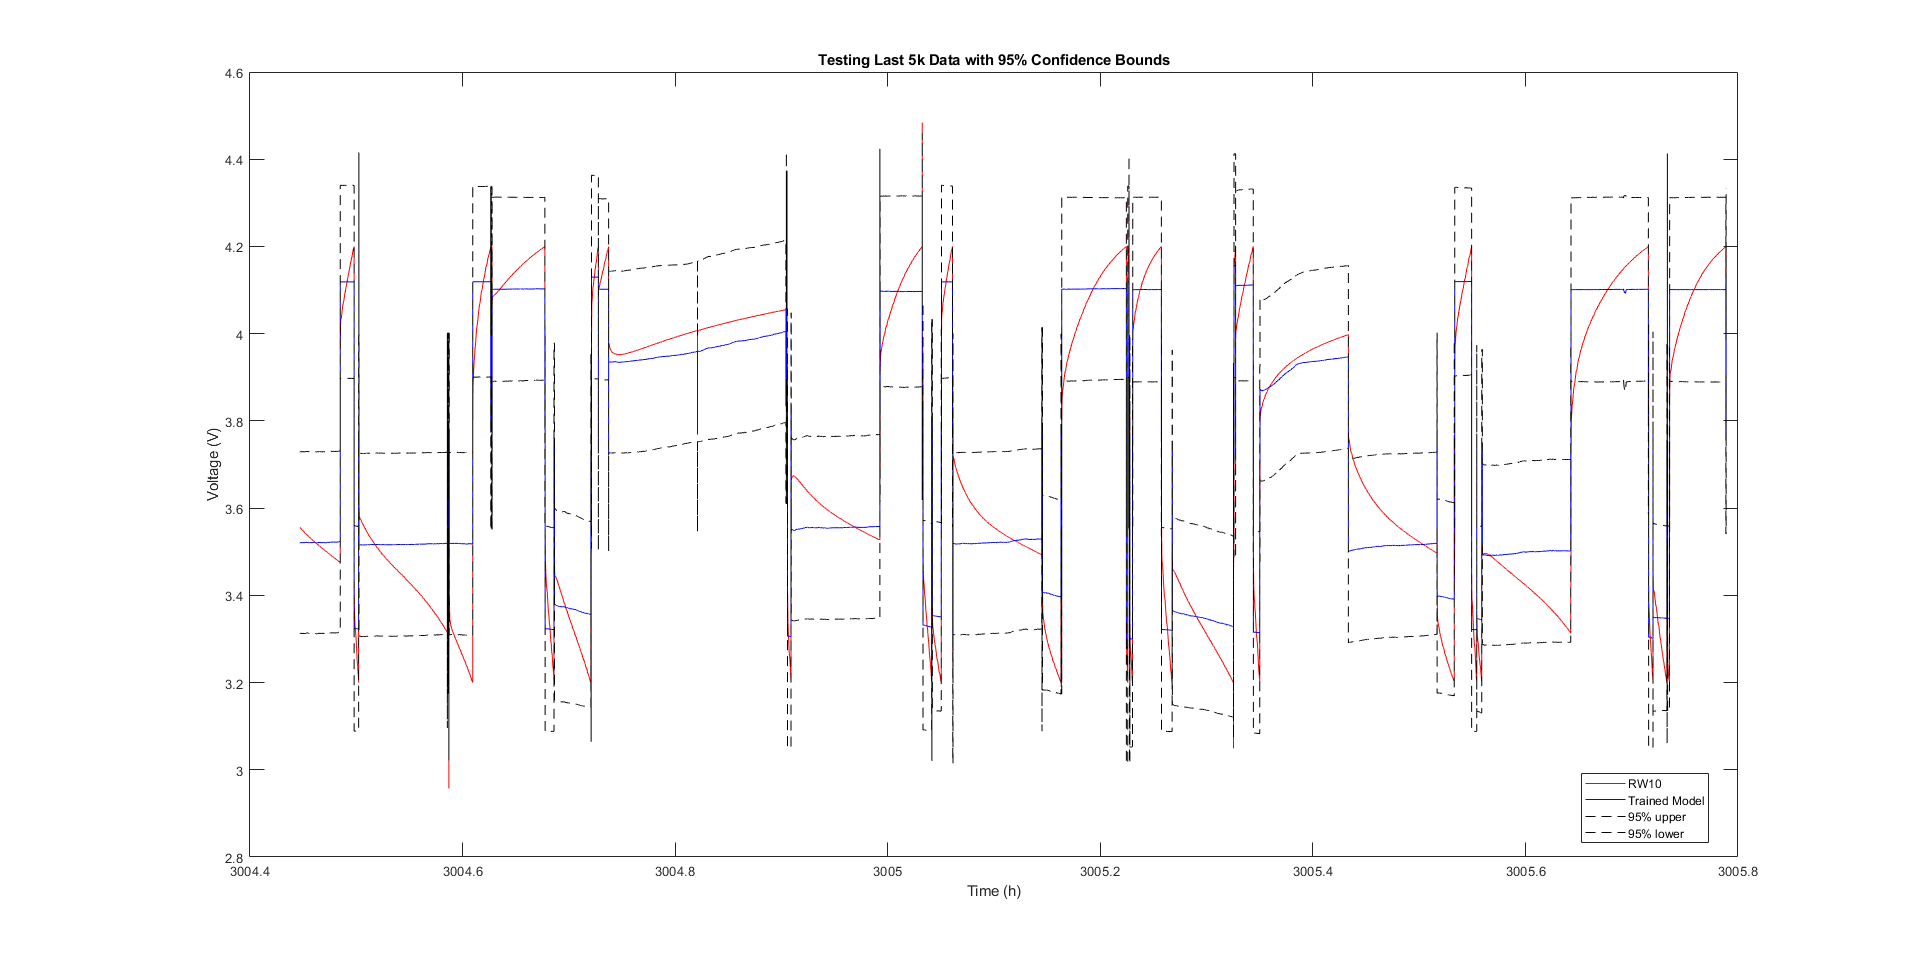 Testing Last 5k Data with 95% Confidence Bounds
4.6
4.4
4.2
4
3.8
3.6
3.4
3.2
3
2.8
Voltage (V)
3004.4
3004.6
3004.8
3005
3005.2
3005.4
3005.6
3005.8
Time (h)
RW10
Trained Model
95% upper
95% lower